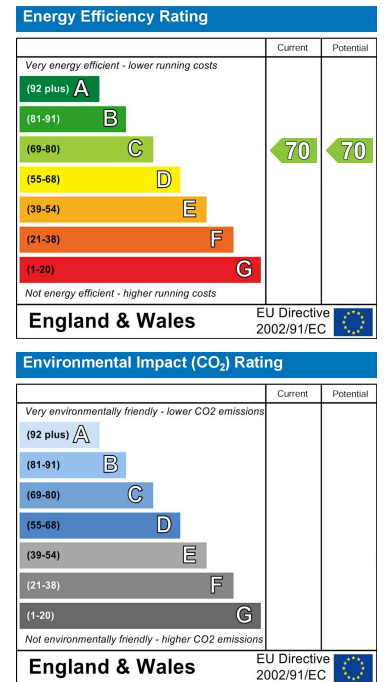 Energy Efficiency Rating
Current Potential
Very energy efficient - lower running costs
(92 plus) A
(81-91) B
(69-80) C 70 70
(55-68) D
(39-54) E
(21-38) F
(1-20) G
Not energy efficient - higher running costs
England & Wales EU Directive 2002/91/EC
Environmental Impact (CO₂) Rating
Current Potential
Very environmentally friendly - lower CO2 emissions
(92 plus) A
(81-91) B
(69-80) C
(55-68) D
(39-54) E
(21-38) F
(1-20) G
Not environmentally friendly - higher CO2 emissions
England & Wales EU Directive 2002/91/EC